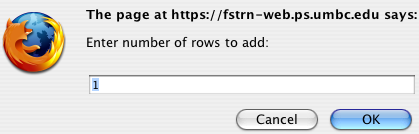 The page at https://fstrn-web.ps.umbc.edu says:
Enter number of rows to add:
1
Cancel OK